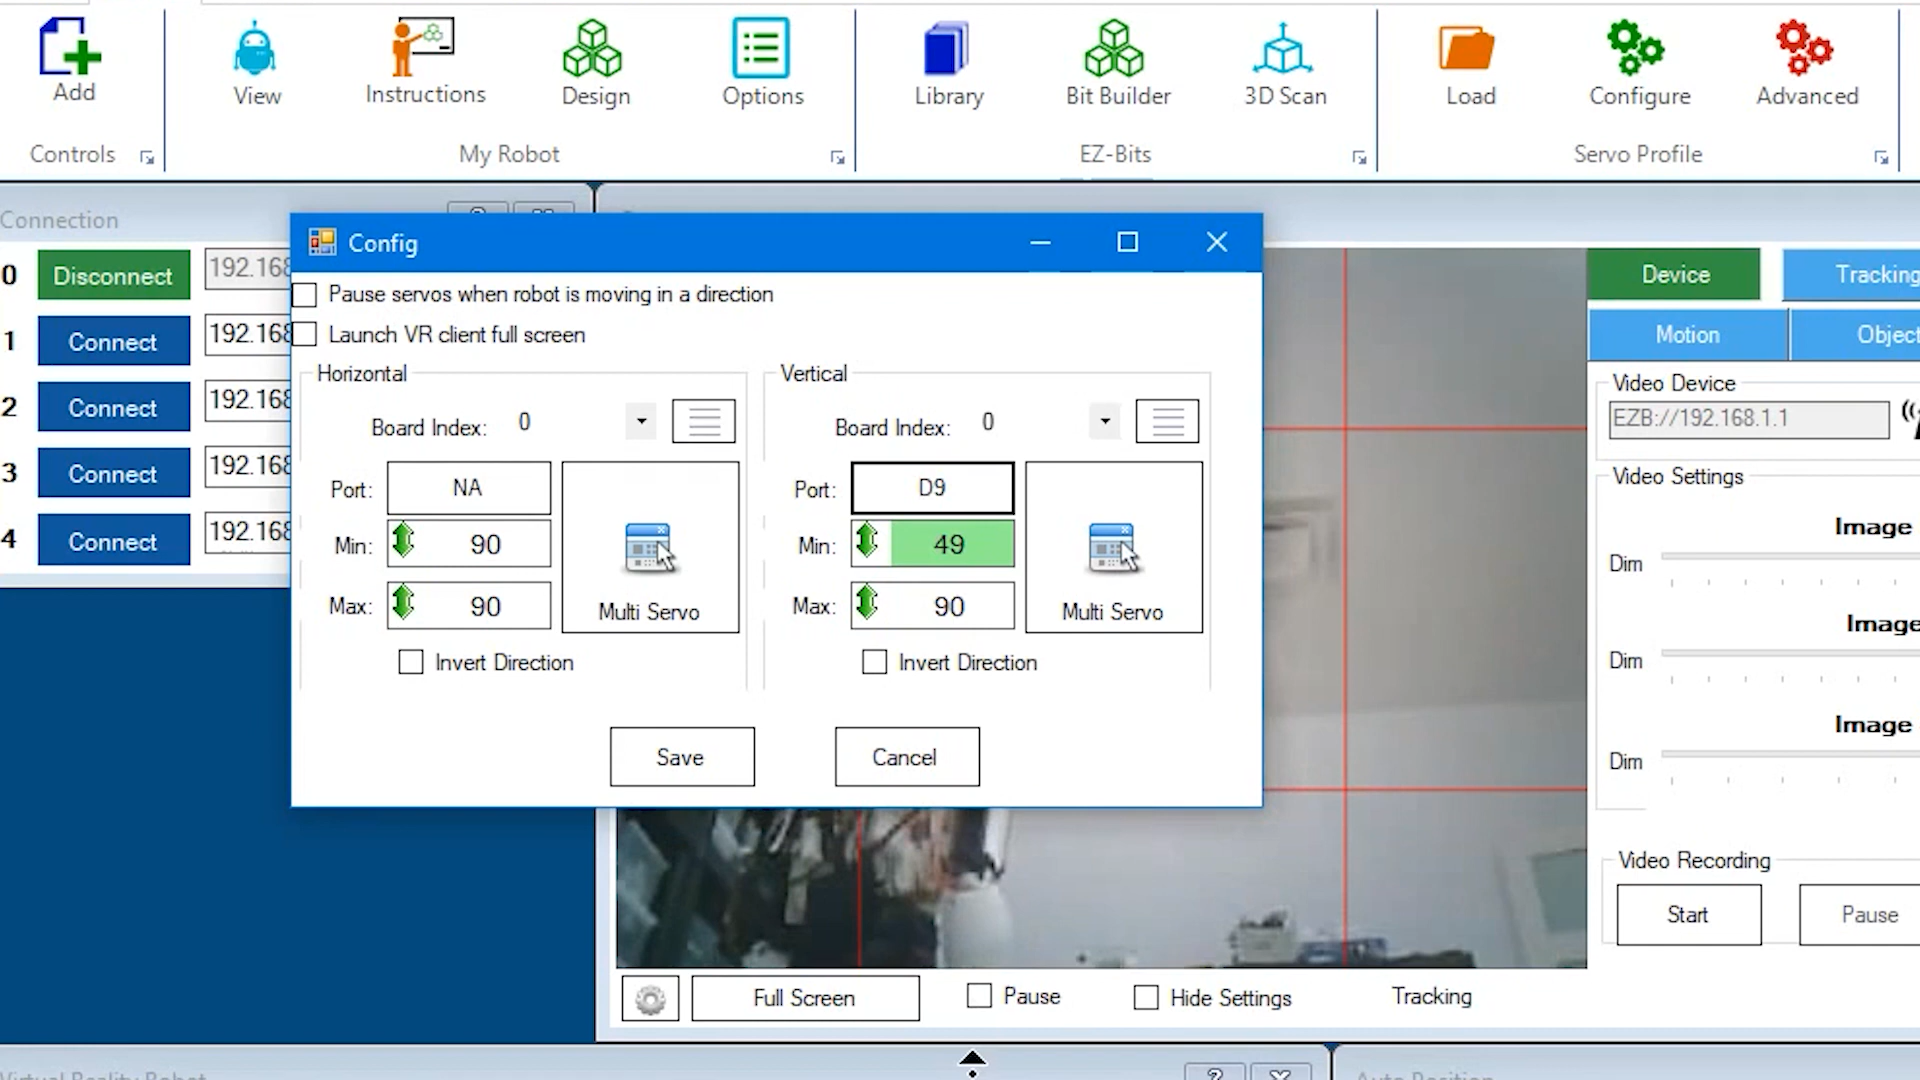 Add
View
Instructions
Design
Options
Library
Bit Builder
3D Scan
Load
Configure
Advanced
Controls
My Robot
EZ-Bits
Servo Profile
Connection
0 Disconnect 192.168
1 Connect 192.168
2 Connect 192.168
3 Connect 192.168
4 Connect 192.168
Config
Pause servos when robot is moving in a direction
Launch VR client full screen
Horizontal
Board Index: 0
Port: NA
Min: 90
Max: 90
Multi Servo
Invert Direction
Vertical
Board Index: 0
Port: D9
Min: 49
Max: 90
Multi Servo
Invert Direction
Save
Cancel
Device
Tracking
Motion
Object
Video Device
EZB://192.168.1.1
Video Settings
Image
Dim
Image
Dim
Image
Dim
Video Recording
Start
Pause
Full Screen
Pause
Hide Settings
Tracking
Virtual Reality Robot
Auto Position